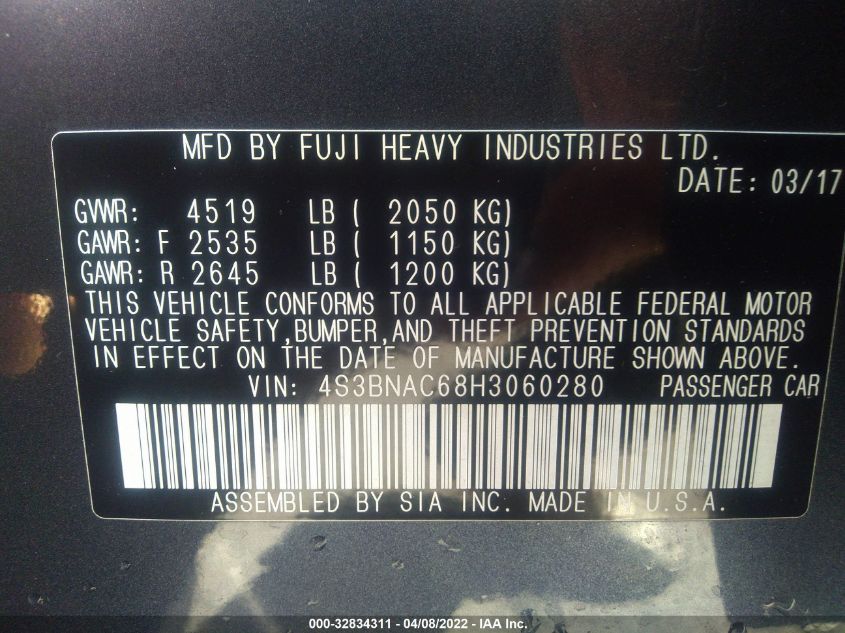 MFD BY FUJI HEAVY INDUSTRIES LTD.
DATE: 03/17
GVWR: 4519 LB ( 2050 KG)
GAWR: F 2535 LB ( 1150 KG)
GAWR: R 2645 LB ( 1200 KG)
THIS VEHICLE CONFORMS TO ALL APPLICABLE FEDERAL MOTOR
VEHICLE SAFETY,BUMPER,AND THEFT PREVENTION STANDARDS
IN EFFECT ON THE DATE OF MANUFACTURE SHOWN ABOVE.
VIN: 4S3BNAC68H3060280 PASSENGER CAR
ASSEMBLED BY SIA INC. MADE IN U.S.A.
000-32834311 - 04/08/2022 - IAA Inc.